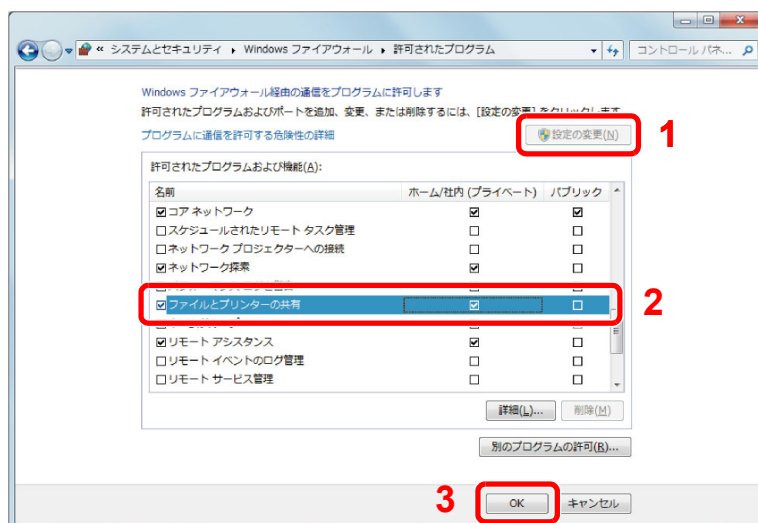 « システムとセキュリティ ▸ Windows ファイアウォール ▸ 許可されたプログラム
コントロール パネ...
Windows ファイアウォール経由の通信をプログラムに許可します
許可されたプログラムおよびポートを追加、変更、または削除するには、[設定の変更] をクリックします
プログラムに通信を許可する危険性の詳細
設定の変更(N)
1
許可されたプログラムおよび機能(A):
名前 ホーム/社内 (プライベート) パブリック
コア ネットワーク
スケジュールされたリモート タスク管理
ネットワーク プロジェクターへの接続
ネットワーク探索
ファイルとプリンターの共有
2
リモート アシスタンス
リモート イベントのログ管理
リモート サービス管理
詳細(L)... 削除(M)
別のプログラムの許可(R)...
3
OK キャンセル